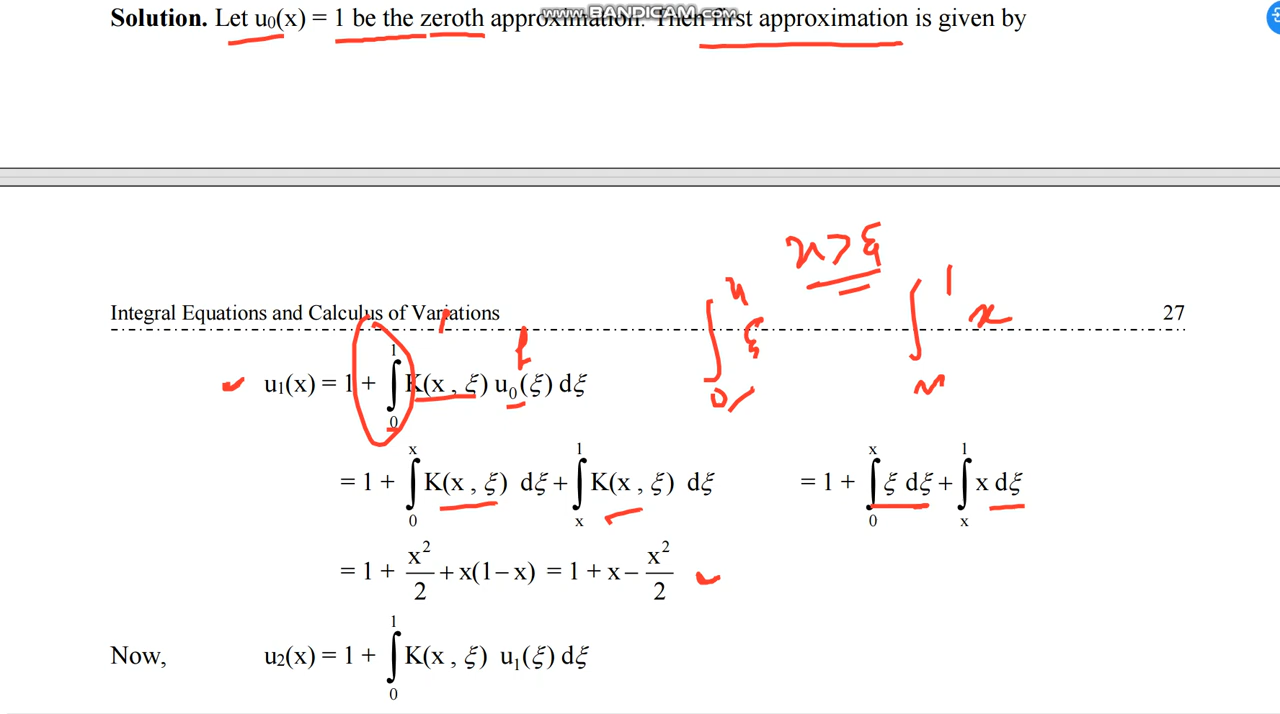 www.BANDICAM.com
Solution. Let u₀(x) = 1 be the zeroth approximation. Then first approximation is given by
x > ξ
Integral Equations and Calculus of Variations 27
∫₀ˣ ξ ∫ₓ¹ x
u₁(x) = 1 + ∫₀¹ K(x , ξ) u₀(ξ) dξ
= 1 + ∫₀ˣ K(x , ξ) dξ + ∫ₓ¹ K(x , ξ) dξ = 1 + ∫₀ˣ ξ dξ + ∫ₓ¹ x dξ
= 1 + x²/2 + x(1 − x) = 1 + x − x²/2
Now, u₂(x) = 1 + ∫₀¹ K(x , ξ) u₁(ξ) dξ